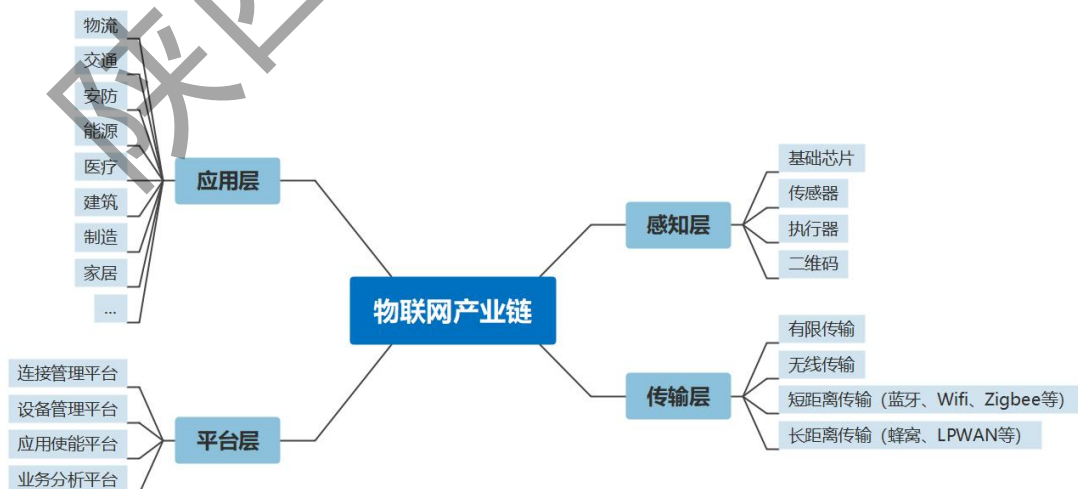 物流
交通
安防
能源
医疗
建筑
制造
家居
...
应用层
感知层
基础芯片
传感器
执行器
二维码
物联网产业链
有限传输
无线传输
短距离传输（蓝牙、Wifi、Zigbee等）
长距离传输（蜂窝、LPWAN等）
传输层
连接管理平台
设备管理平台
应用使能平台
业务分析平台
平台层
陕